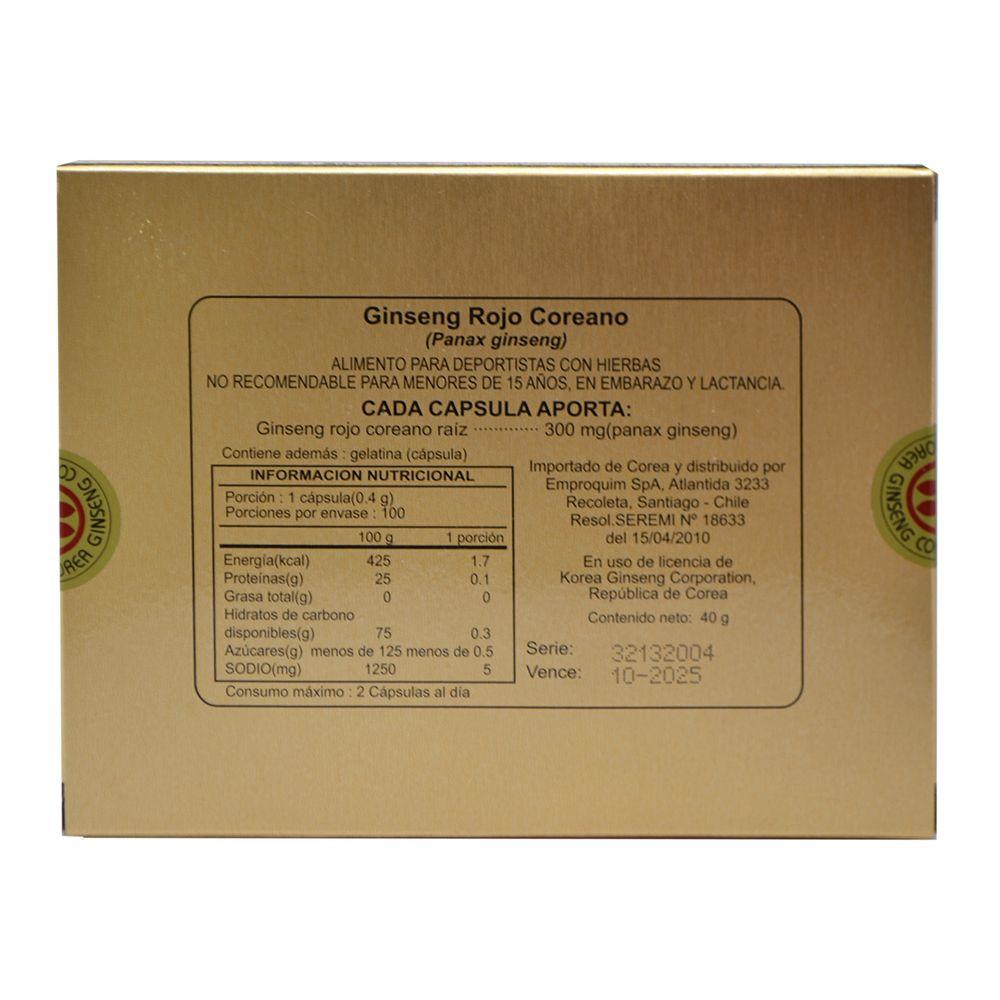 Ginseng Rojo Coreano
(Panax ginseng)
ALIMENTO PARA DEPORTISTAS CON HIERBAS
NO RECOMENDABLE PARA MENORES DE 15 AÑOS, EN EMBARAZO Y LACTANCIA.
CADA CAPSULA APORTA:
Ginseng rojo coreano raíz ············· 300 mg(panax ginseng)
Contiene además : gelatina (cápsula)
INFORMACION NUTRICIONAL
Porción : 1 cápsula(0.4 g)
Porciones por envase : 100
100 g 1 porción
Energía(kcal) 425 1.7
Proteínas(g) 25 0.1
Grasa total(g) 0 0
Hidratos de carbono
disponibles(g) 75 0.3
Azúcares(g) menos de 125 menos de 0.5
SODIO(mg) 1250 5
Consumo máximo : 2 Cápsulas al día
Importado de Corea y distribuido por
Emproquim SpA, Atlantida 3233
Recoleta, Santiago - Chile
Resol.SEREMI Nº 18633
del 15/04/2010
En uso de licencia de
Korea Ginseng Corporation,
República de Corea
Contenido neto: 40 g
Serie: 32132004
Vence: 10-2025
OREA GINSENG CO
OREA GINSENG CO